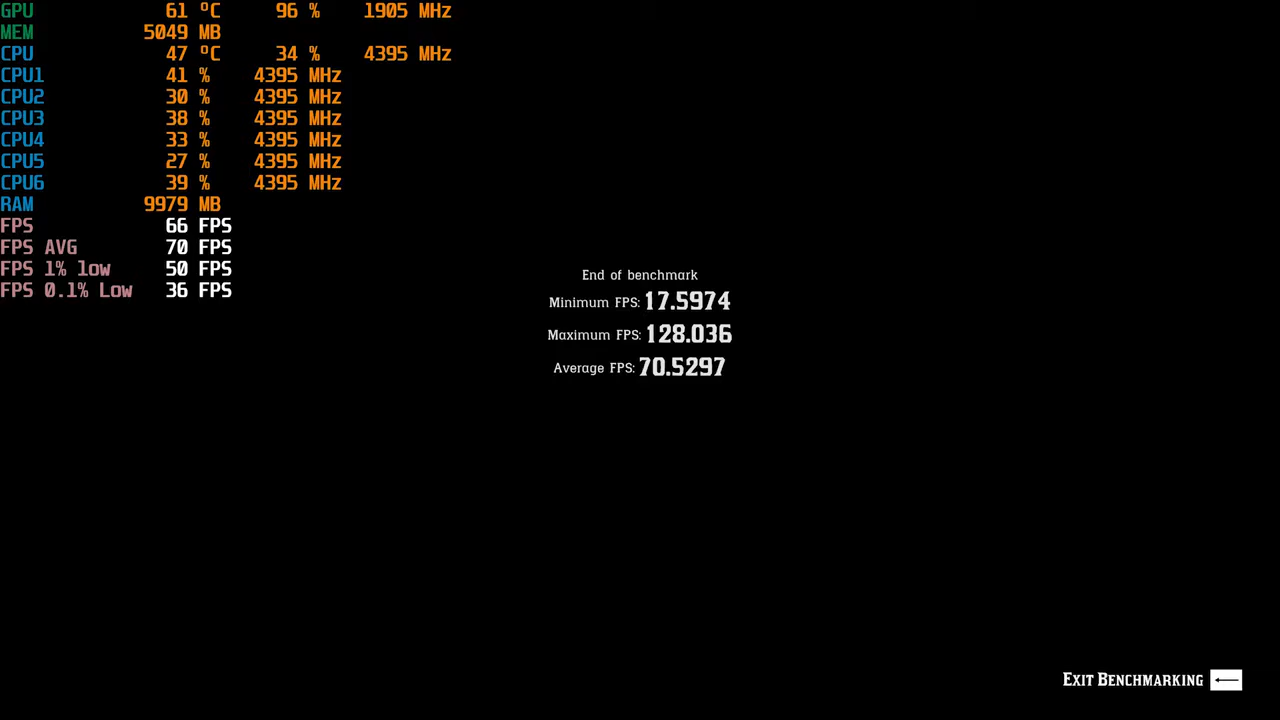 GPU 61 ºC 96 % 1905 MHz
MEM 5049 MB
CPU 47 ºC 34 % 4395 MHz
CPU1 41 % 4395 MHz
CPU2 30 % 4395 MHz
CPU3 38 % 4395 MHz
CPU4 33 % 4395 MHz
CPU5 27 % 4395 MHz
CPU6 39 % 4395 MHz
RAM 9979 MB
FPS 66 FPS
FPS AVG 70 FPS
FPS 1% low 50 FPS
FPS 0.1% Low 36 FPS
End of benchmark
Minimum FPS: 17.5974
Maximum FPS: 128.036
Average FPS: 70.5297
Exit Benchmarking